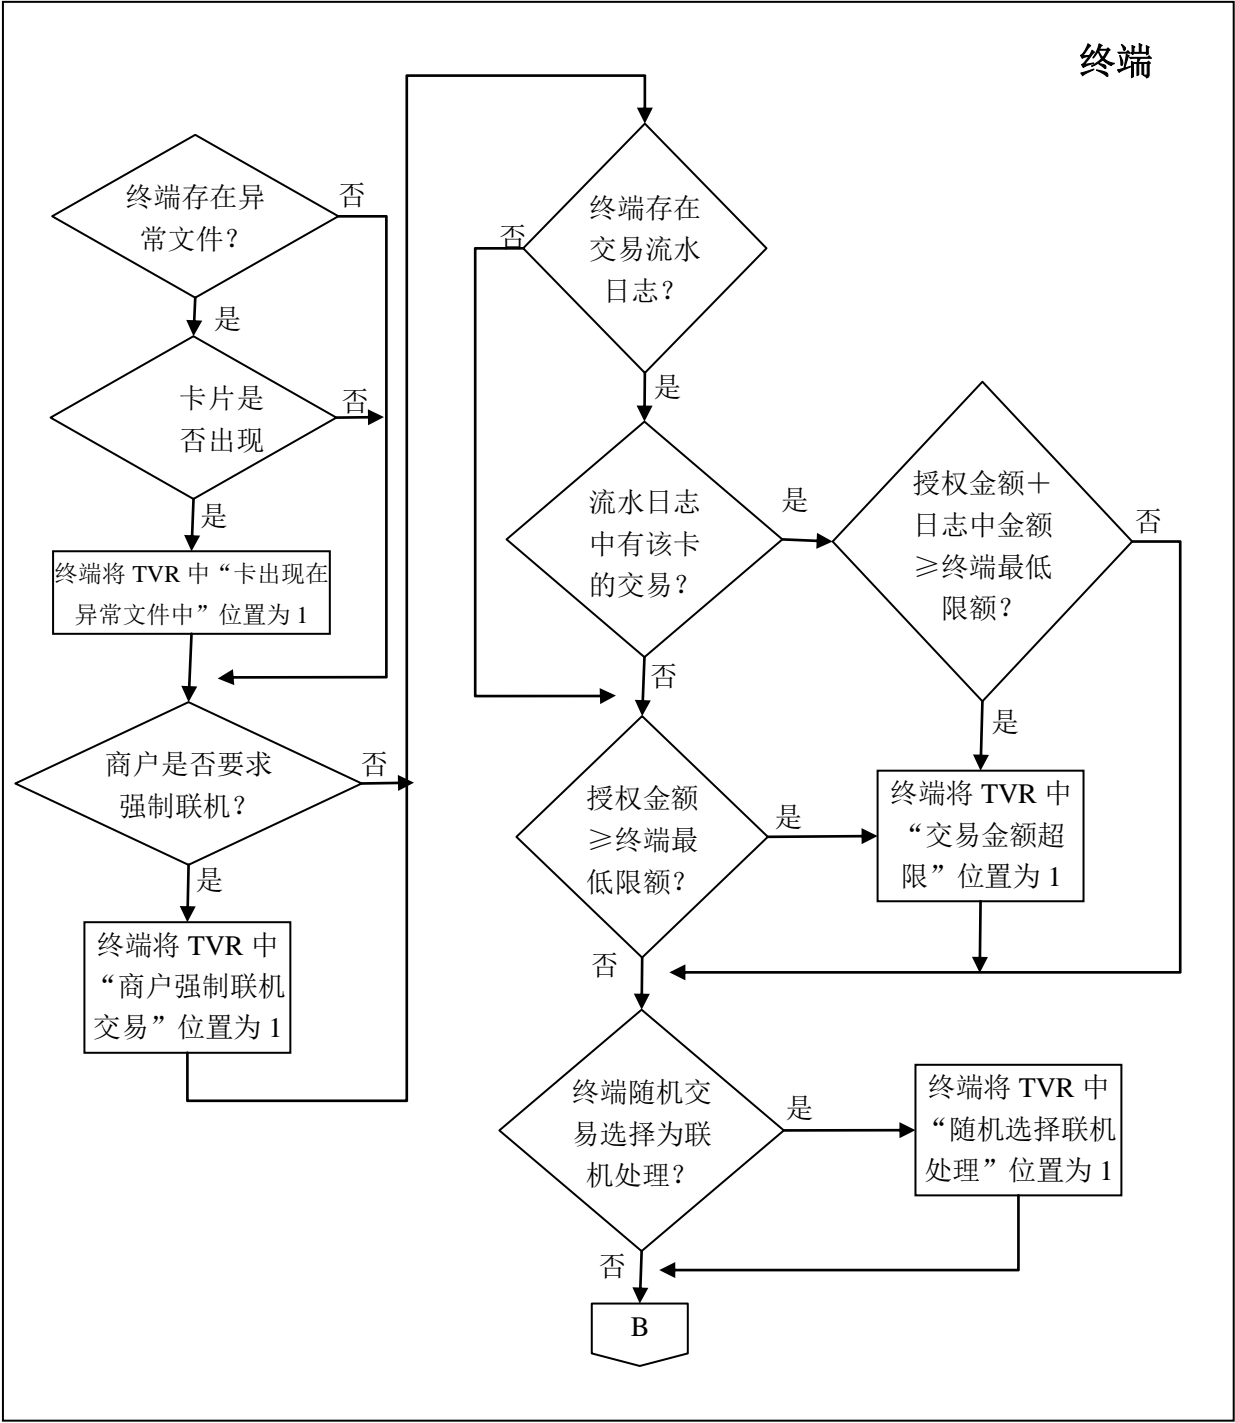 终端
终端存在异
常文件？
否
是
卡片是
否出现
否
是
终端将 TVR 中“卡出现在
异常文件中”位置为 1
商户是否要求
强制联机？
否
是
终端将 TVR 中
“商户强制联机
交易”位置为 1
终端存在
交易流水
日志？
否
是
流水日志
中有该卡
的交易？
是
否
授权金额＋
日志中金额
≥终端最低
限额？
否
是
授权金额
≥终端最
低限额？
是
否
终端将 TVR 中
“交易金额超
限”位置为 1
终端随机交
易选择为联
机处理？
是
否
终端将 TVR 中
“随机选择联机
处理”位置为 1
B